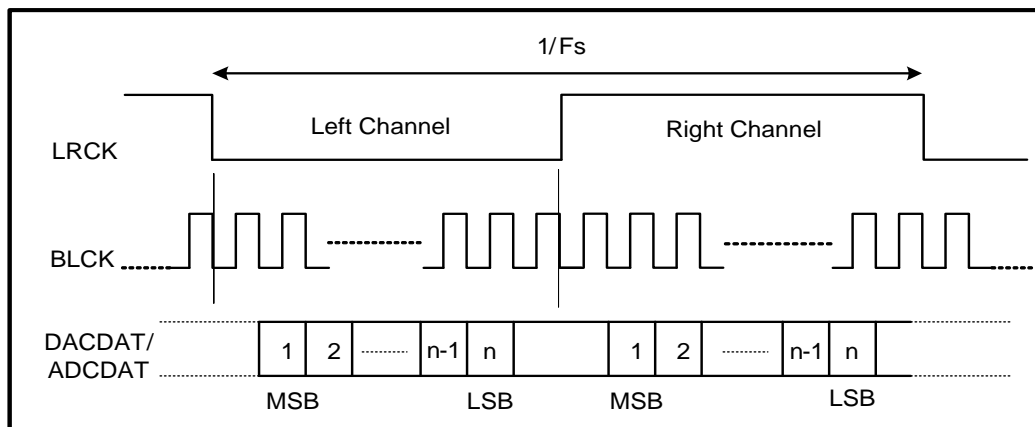 1/Fs
Left Channel
Right Channel
LRCK
BLCK
DACDAT/
ADCDAT
1 2 n-1 n 1 2 n-1 n
MSB LSB MSB LSB